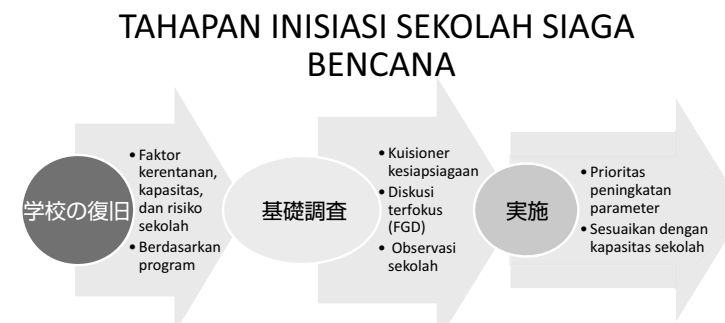 TAHAPAN INISIASI SEKOLAH SIAGA
BENCANA
学校の復旧
• Faktor
kerentanan,
kapasitas,
dan risiko
sekolah
• Berdasarkan
program
基礎調査
• Kuisioner
kesiapsiagaan
• Diskusi
terfokus
(FGD)
• Observasi
sekolah
実施
• Prioritas
peningkatan
parameter
• Sesuaikan dengan
kapasitas sekolah